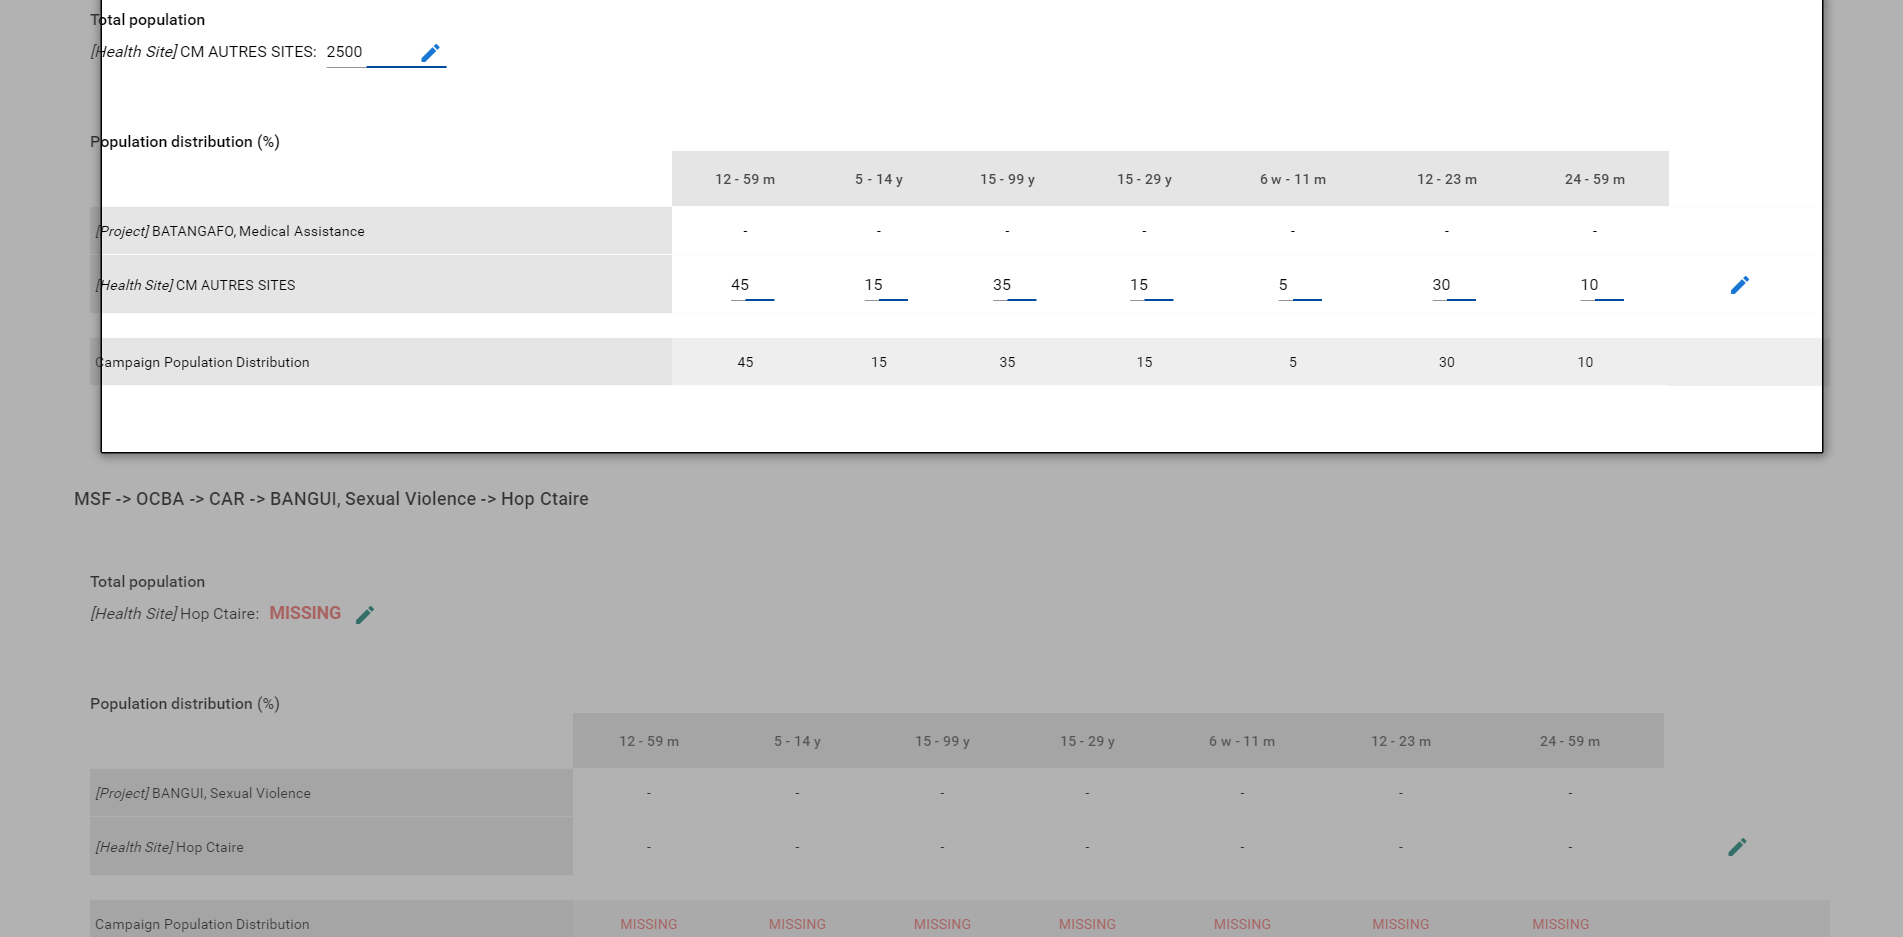 Total population
[Health Site] CM AUTRES SITES: 2500
Population distribution (%)
12 - 59 m 5 - 14 y 15 - 99 y 15 - 29 y 6 w - 11 m 12 - 23 m 24 - 59 m
[Project] BATANGAFO, Medical Assistance - - - - - - -
[Health Site] CM AUTRES SITES 45 15 35 15 5 30 10
Campaign Population Distribution 45 15 35 15 5 30 10
MSF -> OCBA -> CAR -> BANGUI, Sexual Violence -> Hop Ctaire
Total population
[Health Site] Hop Ctaire: MISSING
Population distribution (%)
12 - 59 m 5 - 14 y 15 - 99 y 15 - 29 y 6 w - 11 m 12 - 23 m 24 - 59 m
[Project] BANGUI, Sexual Violence - - - - - - -
[Health Site] Hop Ctaire - - - - - - -
Campaign Population Distribution MISSING MISSING MISSING MISSING MISSING MISSING MISSING